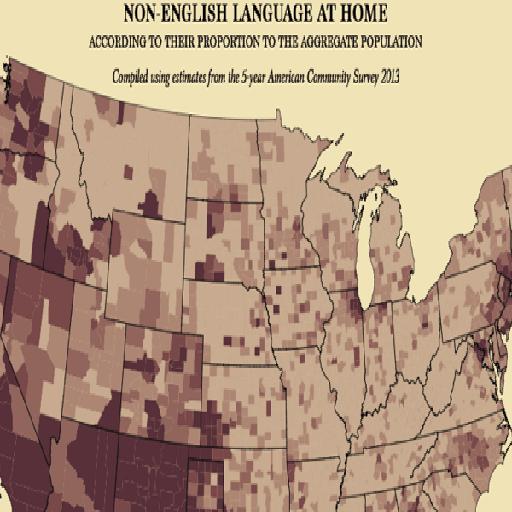 NON-ENGLISH LANGUAGE AT HOME
ACCORDING TO THEIR PROPORTION TO THE AGGREGATE POPULATION
Compiled using estimates from the 5-year American Community Survey 2013